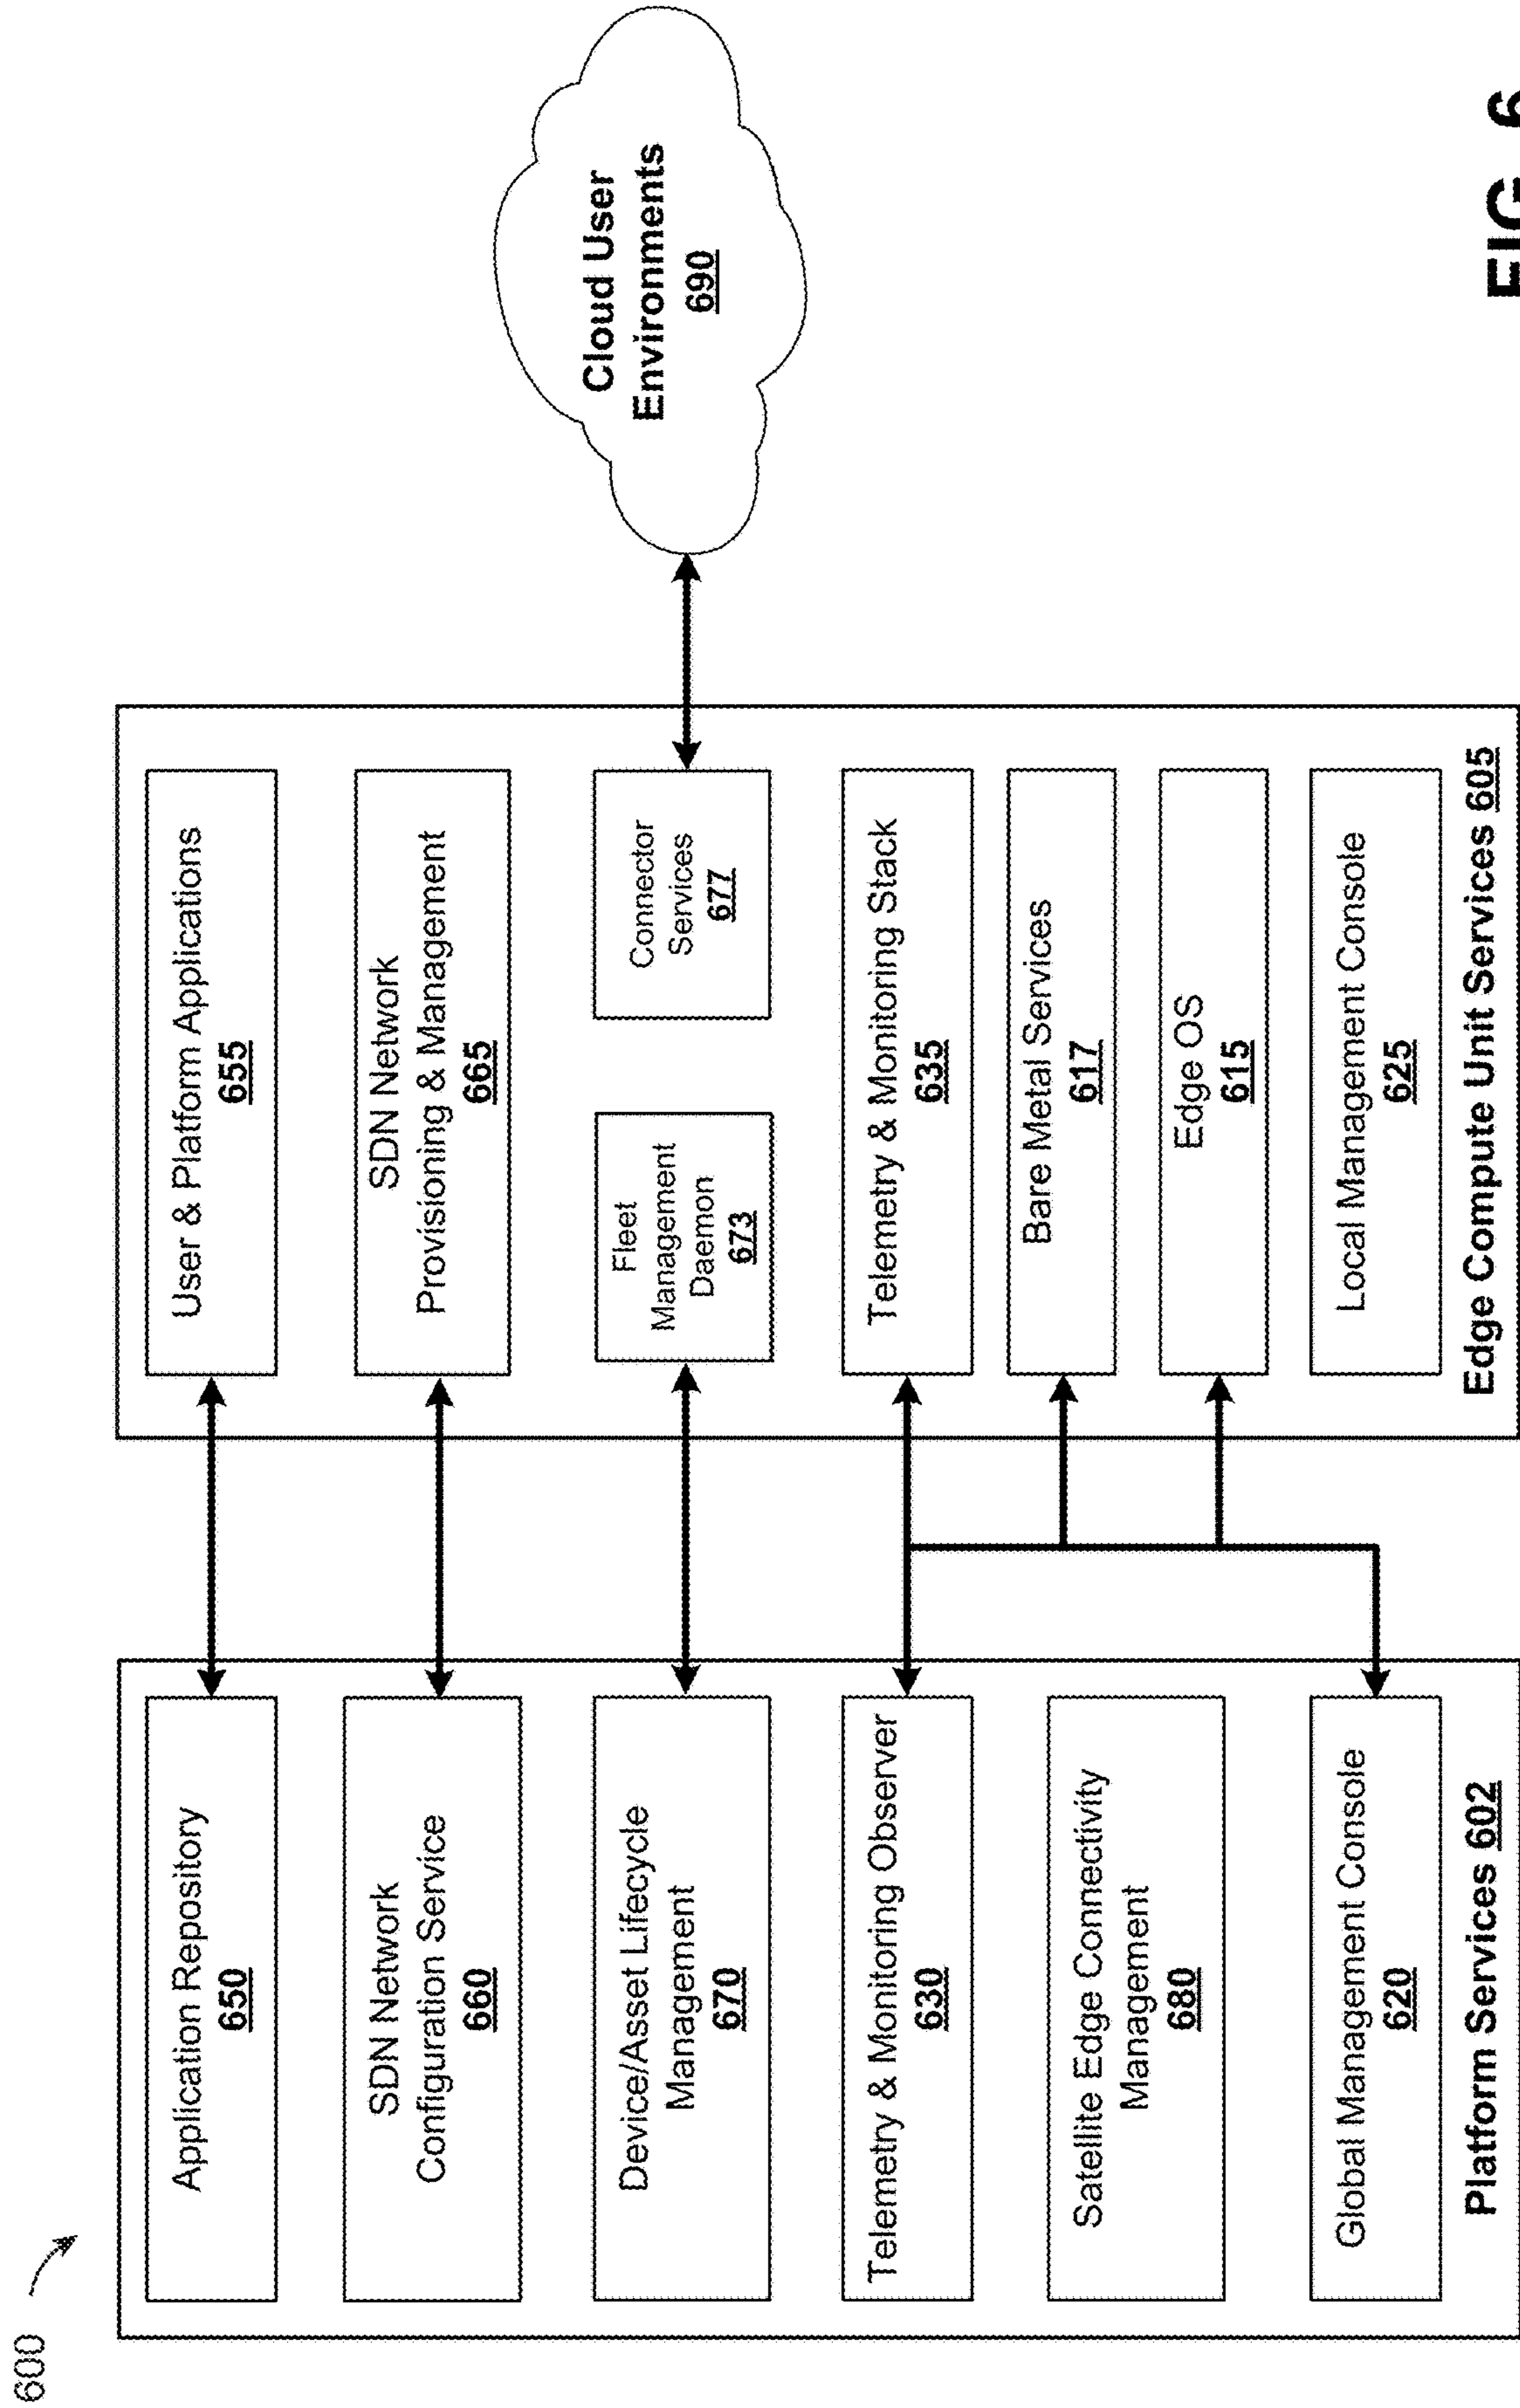 600
Application Repository
650
SDN Network
Configuration Service
660
Device/Asset Lifecycle
Management
670
Telemetry & Monitoring Observer
630
Satellite Edge Connectivity
Management
680
Global Management Console
620
Platform Services 602
User & Platform Applications
655
SDN Network
Provisioning & Management
665
Fleet
Management
Daemon
673
Connector
Services
677
Telemetry & Monitoring Stack
635
Bare Metal Services
617
Edge OS
615
Local Management Console
625
Edge Compute Unit Services 605
Cloud User
Environments
690
FIG. 6